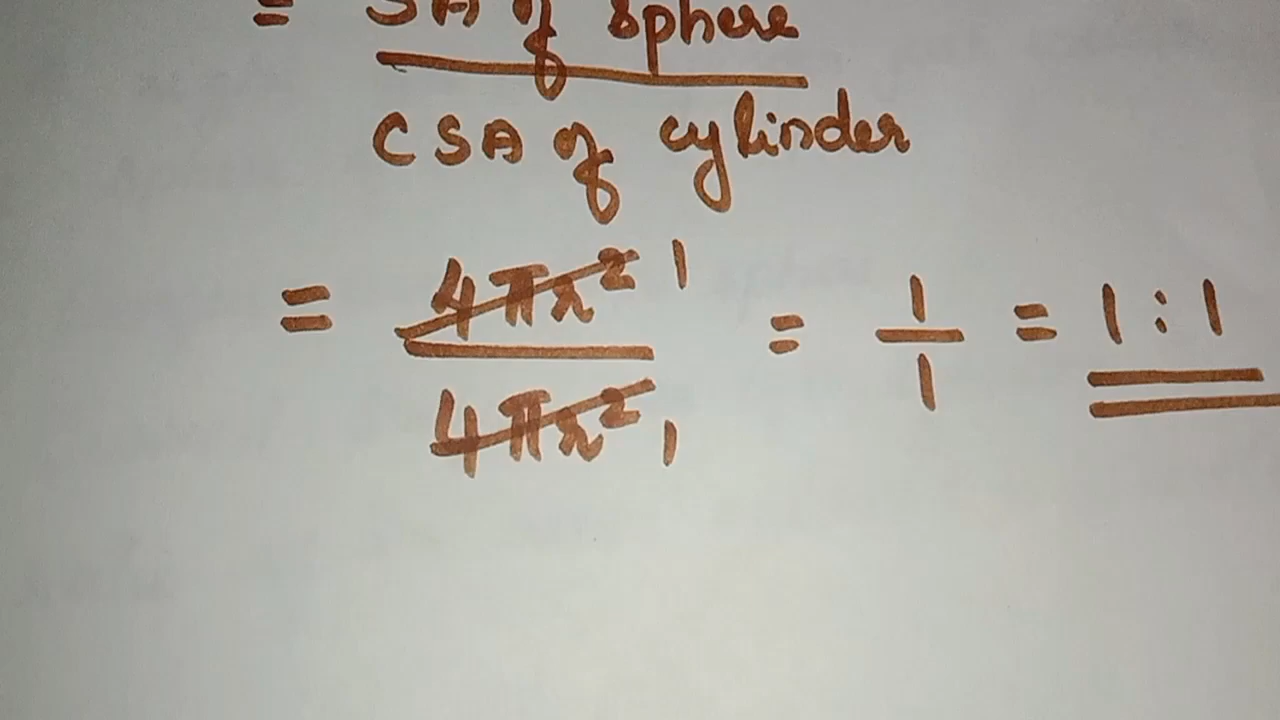 = SA of sphere
CSA of cylinder
= 4πr² 1 = 1 = 1 : 1
4πr² 1 1